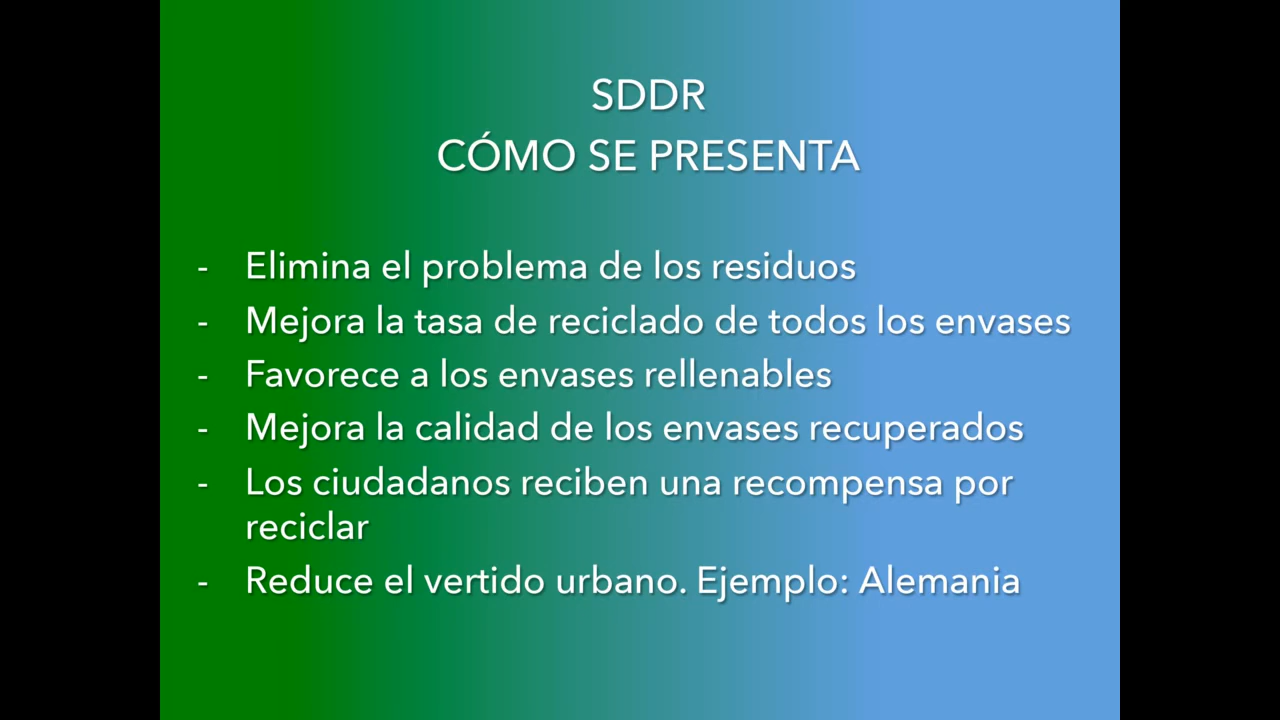 SDDR
CÓMO SE PRESENTA
- Elimina el problema de los residuos
- Mejora la tasa de reciclado de todos los envases
- Favorece a los envases rellenables
- Mejora la calidad de los envases recuperados
- Los ciudadanos reciben una recompensa por
reciclar
- Reduce el vertido urbano. Ejemplo: Alemania